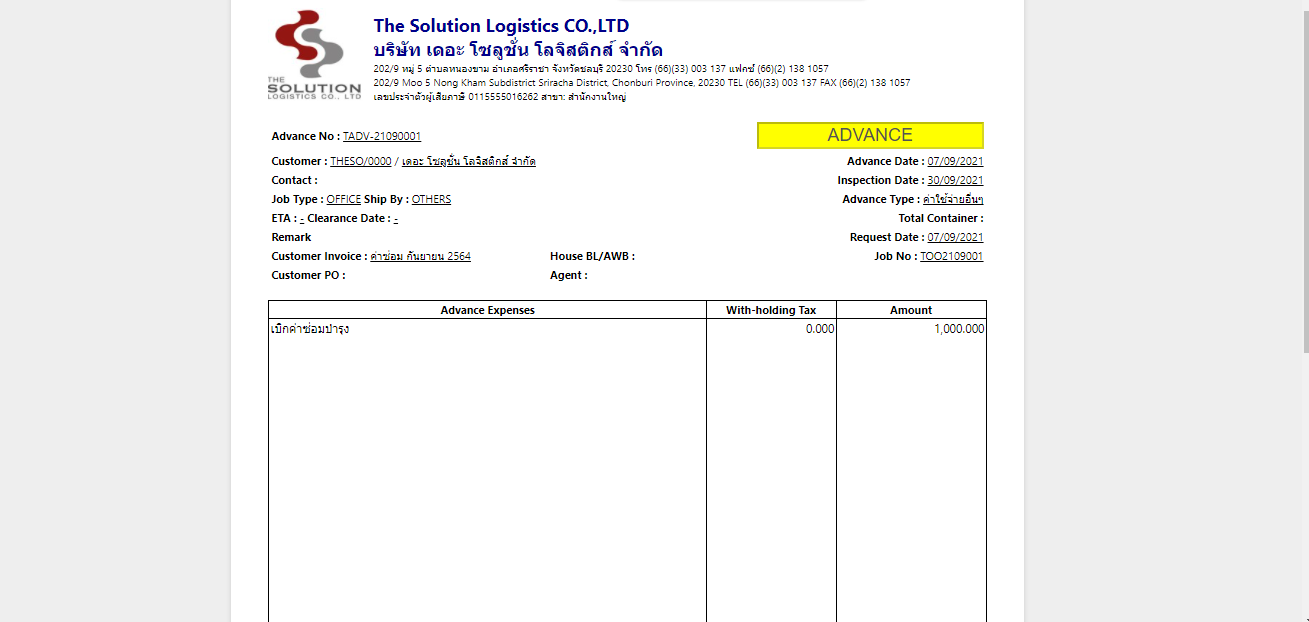 The Solution Logistics CO.,LTD
บริษัท เดอะ โซลูชั่น โลจิสติกส์ จำกัด
202/9 หมู่ 5 ตำบลหนองขาม อำเภอศรีราชา จังหวัดชลบุรี 20230 โทร (66)(33) 003 137 แฟกซ์ (66)(2) 138 1057
202/9 Moo 5 Nong Kham Subdistrict Sriracha District, Chonburi Province, 20230 TEL (66)(33) 003 137 FAX (66)(2) 138 1057
เลขประจำตัวผู้เสียภาษี 0115555016262 สาขา: สำนักงานใหญ่
THE
SOLUTION
LOGISTICS CO., LTD
ADVANCE
Advance No : TADV-21090001
Customer : THESO/0000 / เดอะ โซลูชั่น โลจิสติกส์ จำกัด
Advance Date : 07/09/2021
Contact :
Inspection Date : 30/09/2021
Job Type : OFFICE Ship By : OTHERS
Advance Type : ค่าใช้จ่ายอื่นๆ
ETA : - Clearance Date : -
Total Container :
Remark
Request Date : 07/09/2021
Customer Invoice : ค่าซ่อม กันยายน 2564
House BL/AWB :
Job No : TOO2109001
Customer PO :
Agent :
Advance Expenses With-holding Tax Amount
เบิกค่าซ่อมบำรุง 0.000 1,000.000